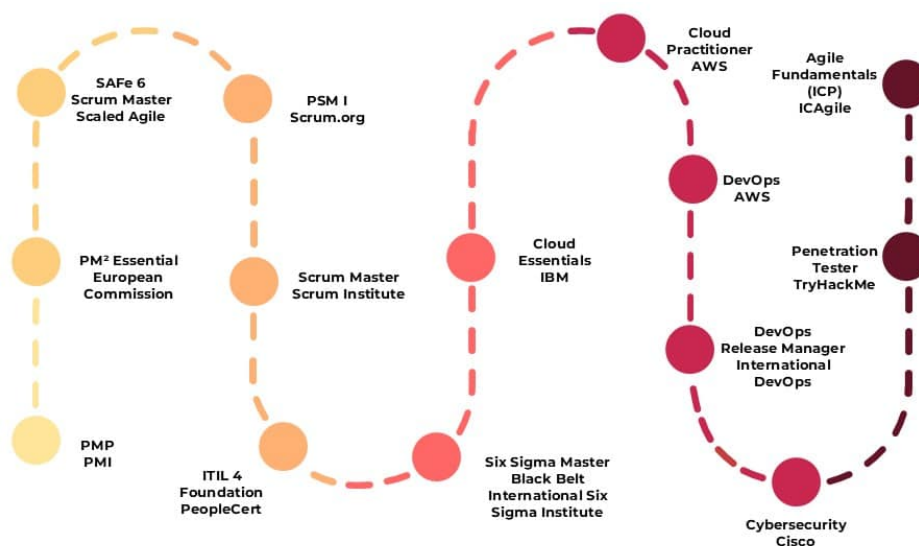 PMP
PMI
PM² Essential
European
Commission
SAFe 6
Scrum Master
Scaled Agile
PSM I
Scrum.org
Scrum Master
Scrum Institute
ITIL 4
Foundation
PeopleCert
Six Sigma Master
Black Belt
International Six
Sigma Institute
Cloud
Essentials
IBM
Cloud
Practitioner
AWS
DevOps
AWS
DevOps
Release Manager
International
DevOps
Cybersecurity
Cisco
Penetration
Tester
TryHackMe
Agile
Fundamentals
(ICP)
ICAgile